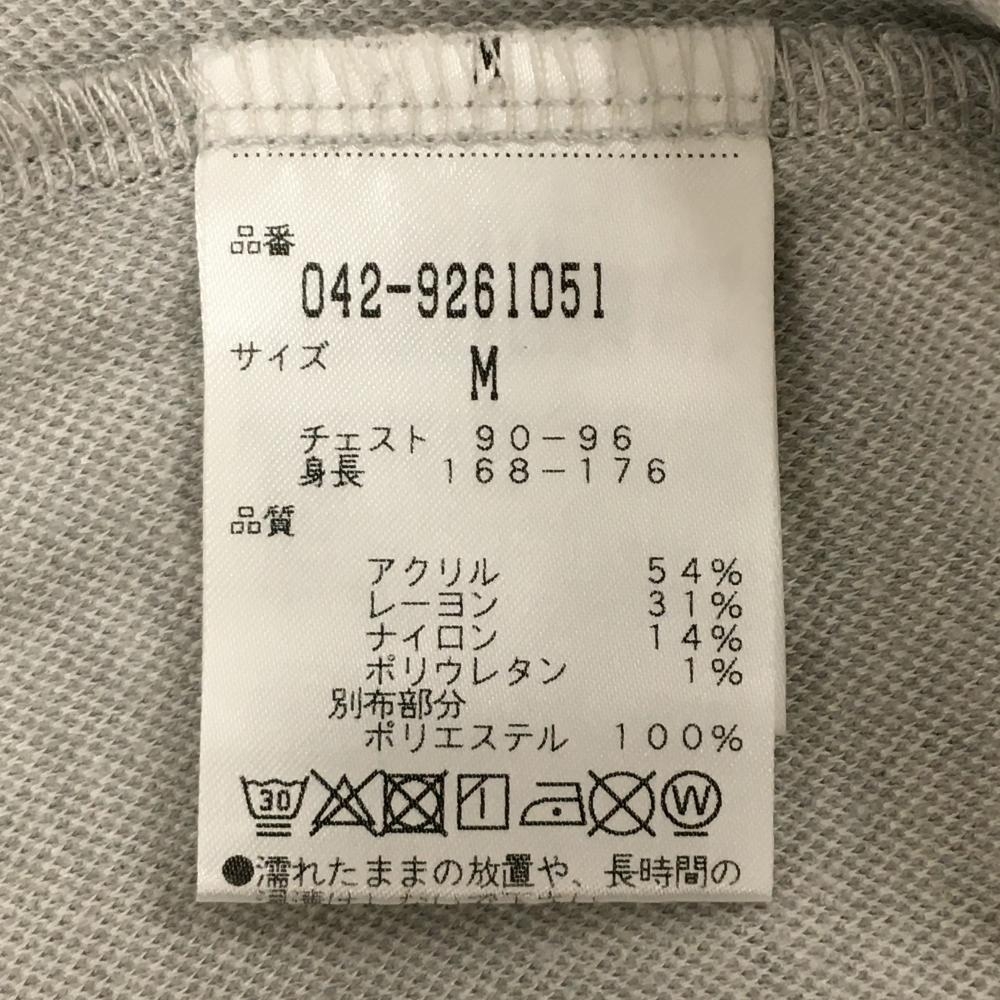 M
品番
042-9261051
サイズ
M
チェスト 90-96
身長 168-176
品質
アクリル 54%
レーヨン 31%
ナイロン 14%
ポリウレタン 1%
別布部分
ポリエステル 100%
30 W
●濡れたままの放置や、長時間の